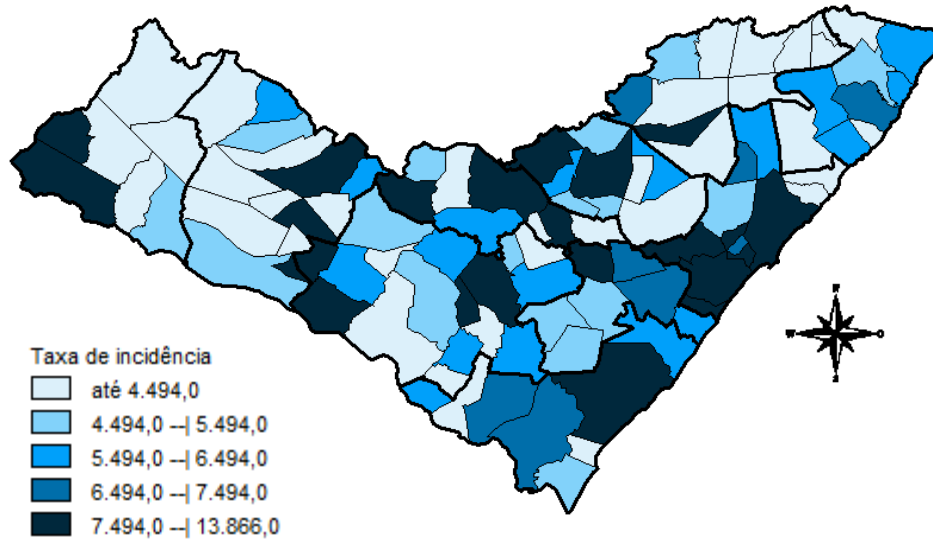 Taxa de incidência
até 4.494,0
4.494,0 --| 5.494,0
5.494,0 --| 6.494,0
6.494,0 --| 7.494,0
7.494,0 --| 13.866,0
W
O